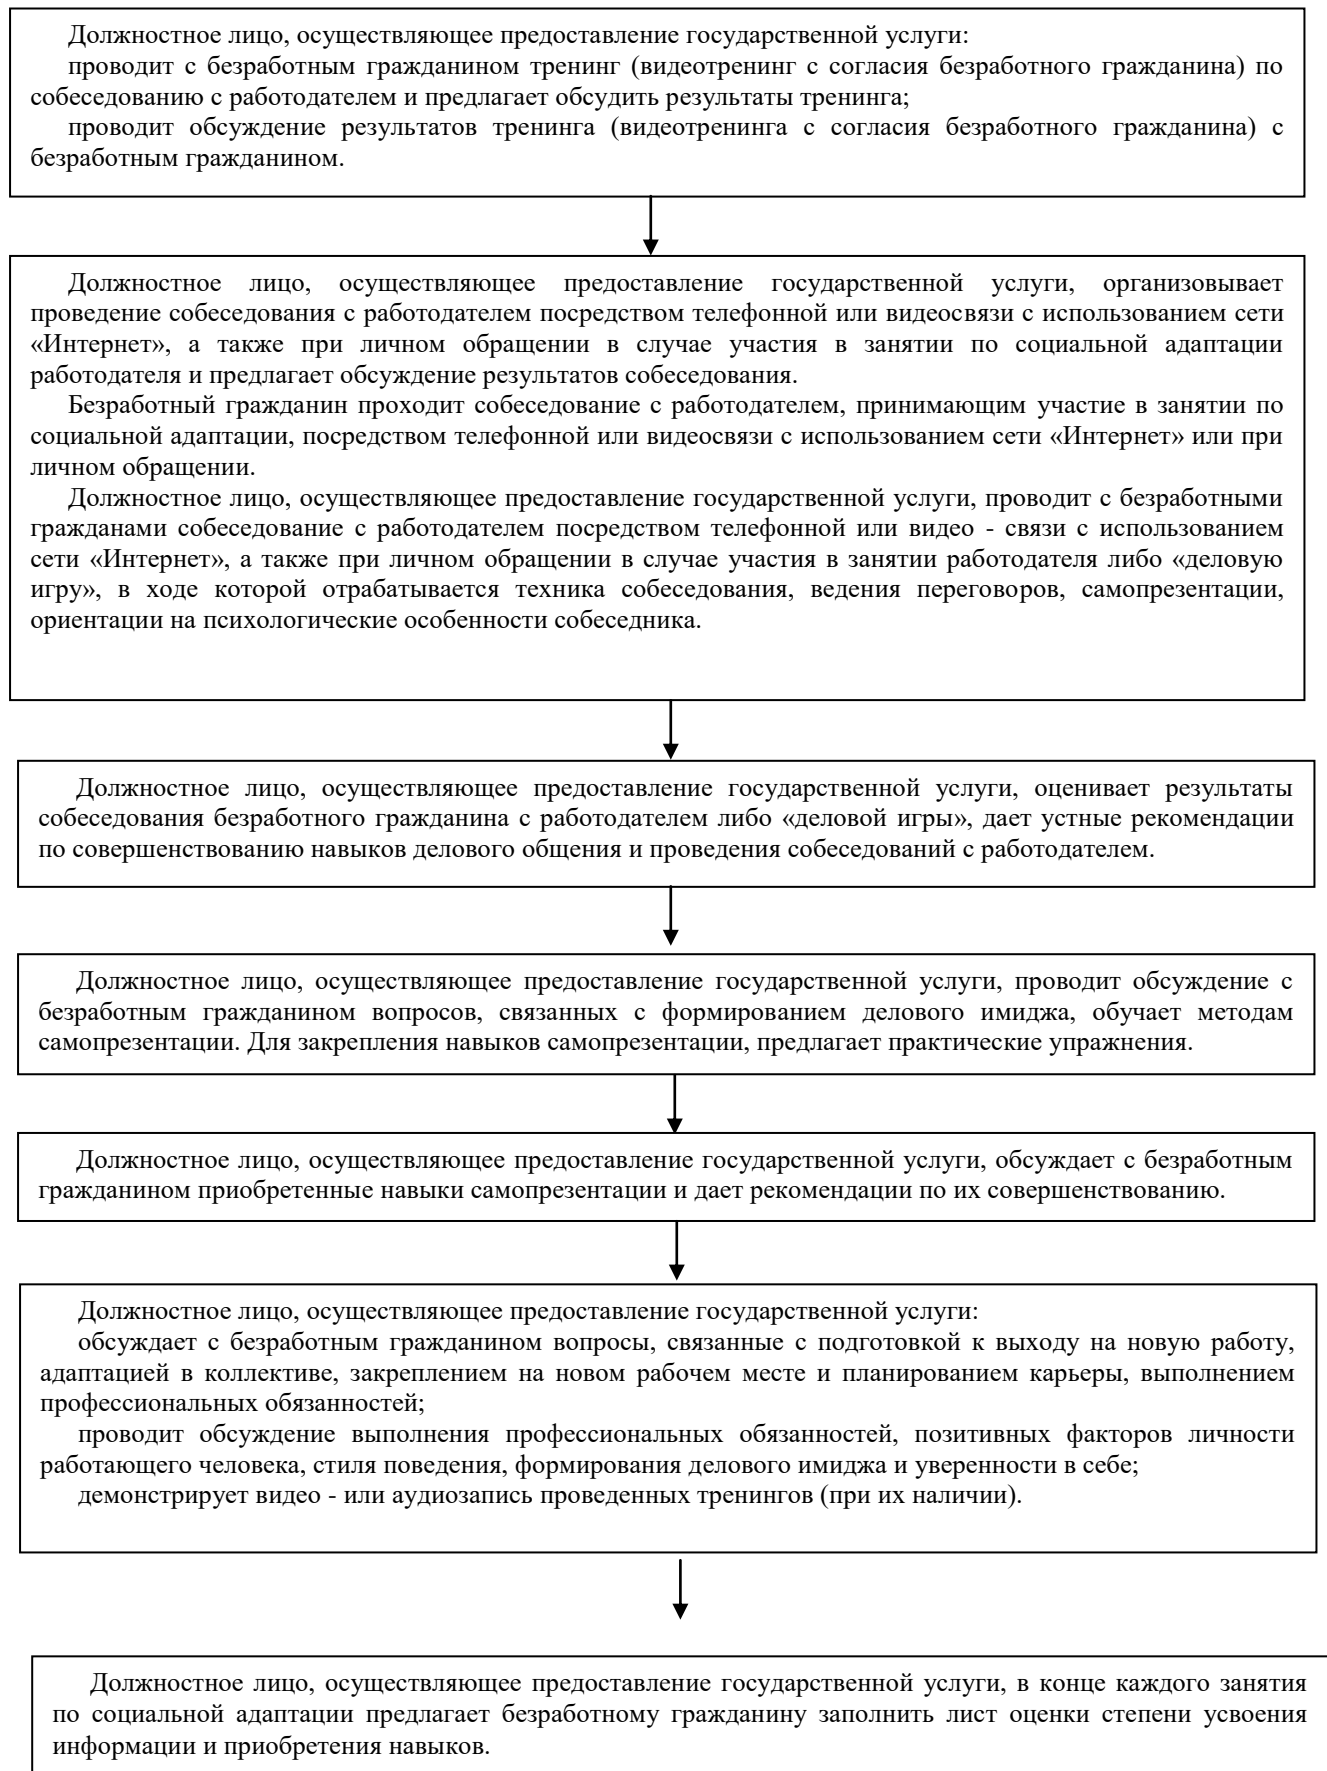 Должностное лицо, осуществляющее предоставление государственной услуги:
проводит с безработным гражданином тренинг (видеотренинг с согласия безработного гражданина) по
собеседованию с работодателем и предлагает обсудить результаты тренинга;
проводит обсуждение результатов тренинга (видеотренинга с согласия безработного гражданина) с
безработным гражданином.
Должностное лицо, осуществляющее предоставление государственной услуги, организовывает
проведение собеседования с работодателем посредством телефонной или видеосвязи с использованием сети
«Интернет», а также при личном обращении в случае участия в занятии по социальной адаптации
работодателя и предлагает обсуждение результатов собеседования.
Безработный гражданин проходит собеседование с работодателем, принимающим участие в занятии по
социальной адаптации, посредством телефонной или видеосвязи с использованием сети «Интернет» или при
личном обращении.
Должностное лицо, осуществляющее предоставление государственной услуги, проводит с безработными
гражданами собеседование с работодателем посредством телефонной или видео - связи с использованием
сети «Интернет», а также при личном обращении в случае участия в занятии работодателя либо «деловую
игру», в ходе которой отрабатывается техника собеседования, ведения переговоров, самопрезентации,
ориентации на психологические особенности собеседника.
Должностное лицо, осуществляющее предоставление государственной услуги, оценивает результаты
собеседования безработного гражданина с работодателем либо «деловой игры», дает устные рекомендации
по совершенствованию навыков делового общения и проведения собеседований с работодателем.
Должностное лицо, осуществляющее предоставление государственной услуги, проводит обсуждение с
безработным гражданином вопросов, связанных с формированием делового имиджа, обучает методам
самопрезентации. Для закрепления навыков самопрезентации, предлагает практические упражнения.
Должностное лицо, осуществляющее предоставление государственной услуги, обсуждает с безработным
гражданином приобретенные навыки самопрезентации и дает рекомендации по их совершенствованию.
Должностное лицо, осуществляющее предоставление государственной услуги:
обсуждает с безработным гражданином вопросы, связанные с подготовкой к выходу на новую работу,
адаптацией в коллективе, закреплением на новом рабочем месте и планированием карьеры, выполнением
профессиональных обязанностей;
проводит обсуждение выполнения профессиональных обязанностей, позитивных факторов личности
работающего человека, стиля поведения, формирования делового имиджа и уверенности в себе;
демонстрирует видео - или аудиозапись проведенных тренингов (при их наличии).
Должностное лицо, осуществляющее предоставление государственной услуги, в конце каждого занятия
по социальной адаптации предлагает безработному гражданину заполнить лист оценки степени усвоения
информации и приобретения навыков.